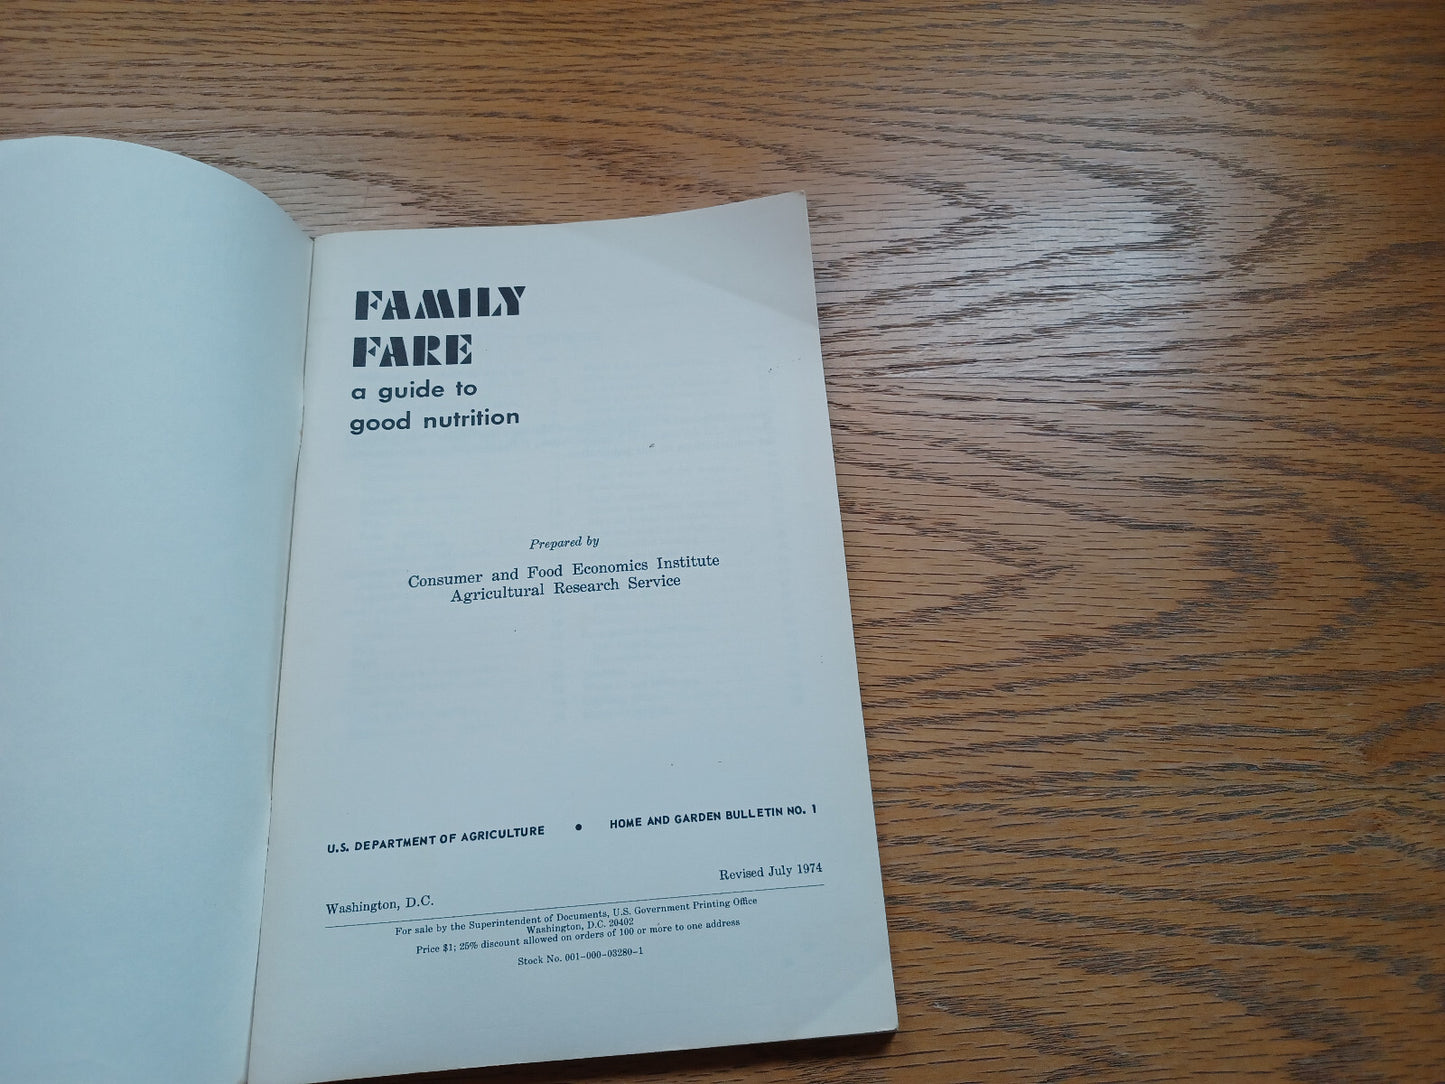 FAMILY
FARE
a guide to
good nutrition
Prepared by
Consumer and Food Economics Institute
Agricultural Research Service
U.S. DEPARTMENT OF AGRICULTURE • HOME AND GARDEN BULLETIN NO. 1
Washington, D.C. Revised July 1974
For sale by the Superintendent of Documents, U.S. Government Printing Office
Washington, D.C. 20402
Price $1; 25% discount allowed on orders of 100 or more to one address
Stock No. 001-000-03280-1